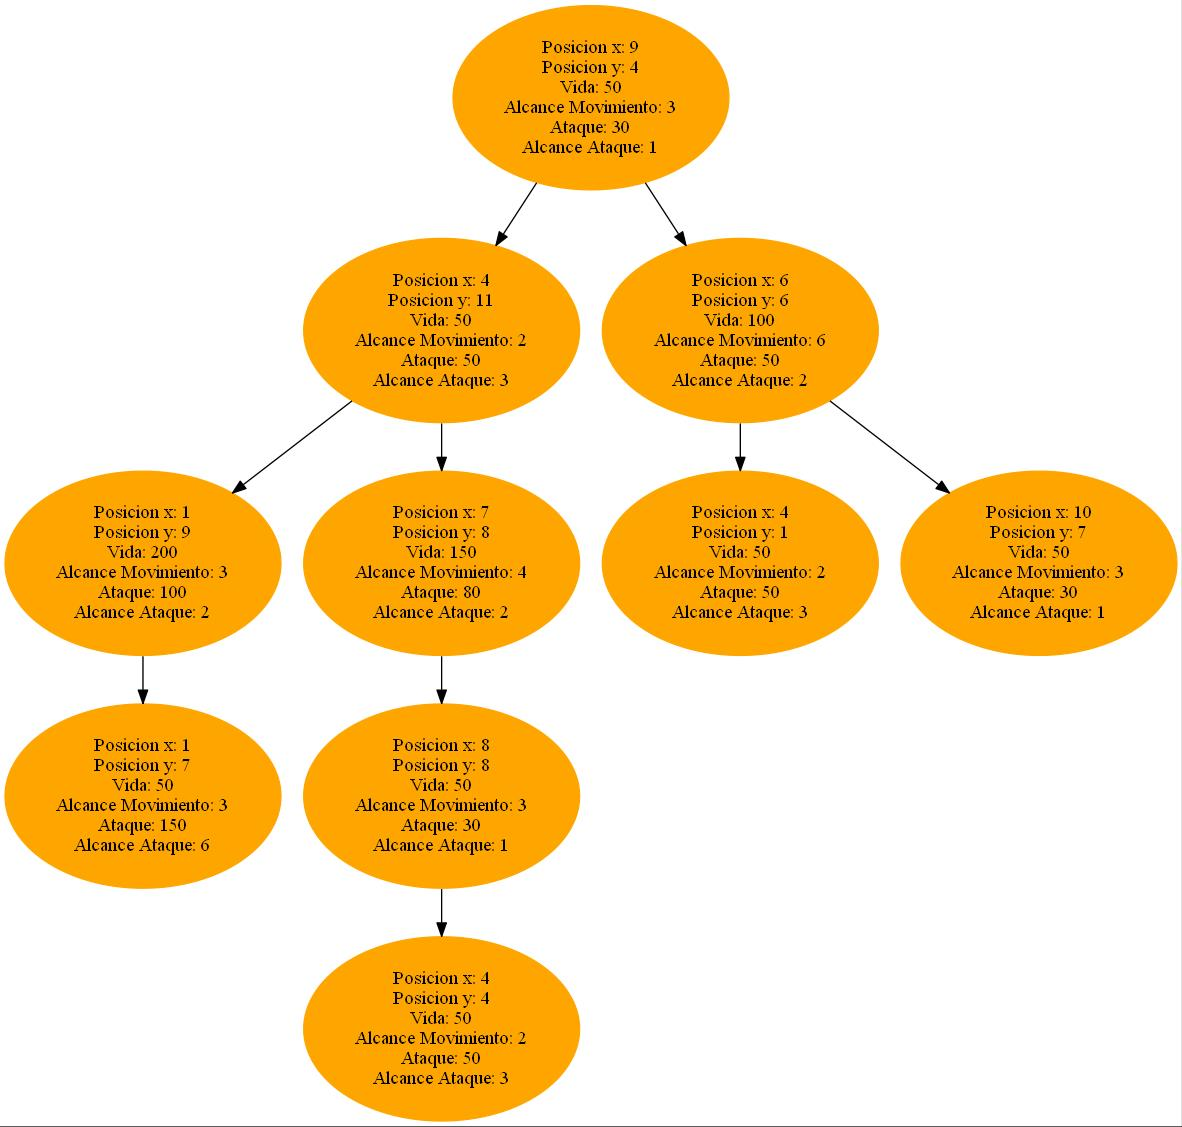 Posicion x: 9
Posicion y: 4
Vida: 50
Alcance Movimiento: 3
Ataque: 30
Alcance Ataque: 1
Posicion x: 4
Posicion y: 11
Vida: 50
Alcance Movimiento: 2
Ataque: 50
Alcance Ataque: 3
Posicion x: 6
Posicion y: 6
Vida: 100
Alcance Movimiento: 6
Ataque: 50
Alcance Ataque: 2
Posicion x: 1
Posicion y: 9
Vida: 200
Alcance Movimiento: 3
Ataque: 100
Alcance Ataque: 2
Posicion x: 7
Posicion y: 8
Vida: 150
Alcance Movimiento: 4
Ataque: 80
Alcance Ataque: 2
Posicion x: 4
Posicion y: 1
Vida: 50
Alcance Movimiento: 2
Ataque: 50
Alcance Ataque: 3
Posicion x: 10
Posicion y: 7
Vida: 50
Alcance Movimiento: 3
Ataque: 30
Alcance Ataque: 1
Posicion x: 1
Posicion y: 7
Vida: 50
Alcance Movimiento: 3
Ataque: 150
Alcance Ataque: 6
Posicion x: 8
Posicion y: 8
Vida: 50
Alcance Movimiento: 3
Ataque: 30
Alcance Ataque: 1
Posicion x: 4
Posicion y: 4
Vida: 50
Alcance Movimiento: 2
Ataque: 50
Alcance Ataque: 3